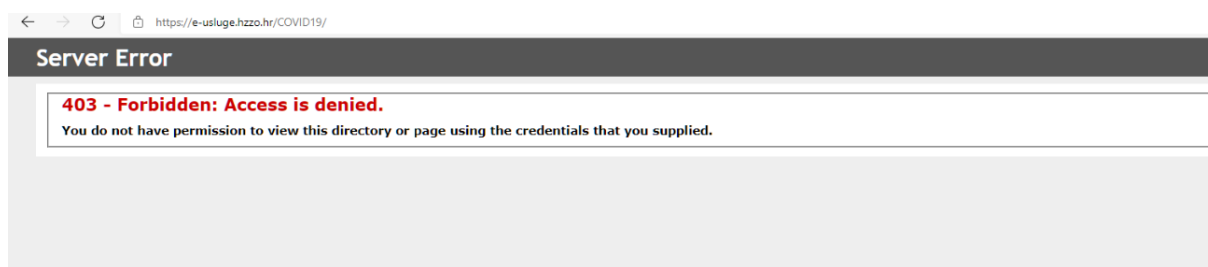 https://e-usluge.hzzo.hr/COVID19/
Server Error
403 - Forbidden: Access is denied.
You do not have permission to view this directory or page using the credentials that you supplied.